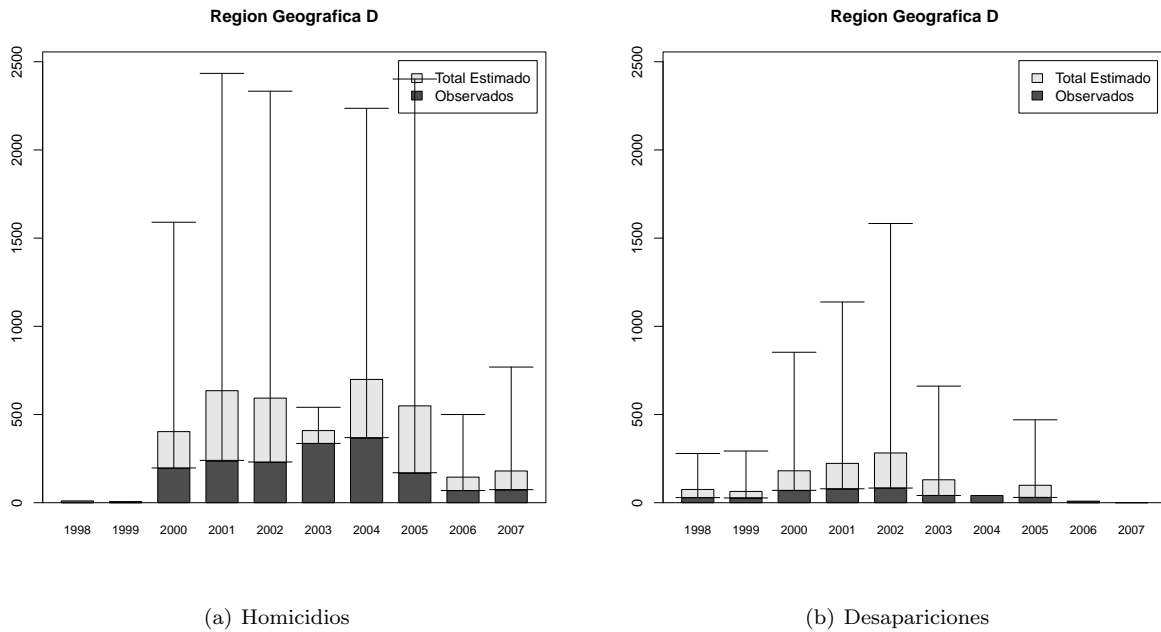 Region Geografica D
2500
2000
1500
1000
500
0
Total Estimado
Observados
1998 1999 2000 2001 2002 2003 2004 2005 2006 2007
(a) Homicidios
Region Geografica D
2500
2000
1500
1000
500
0
Total Estimado
Observados
1998 1999 2000 2001 2002 2003 2004 2005 2006 2007
(b) Desapariciones